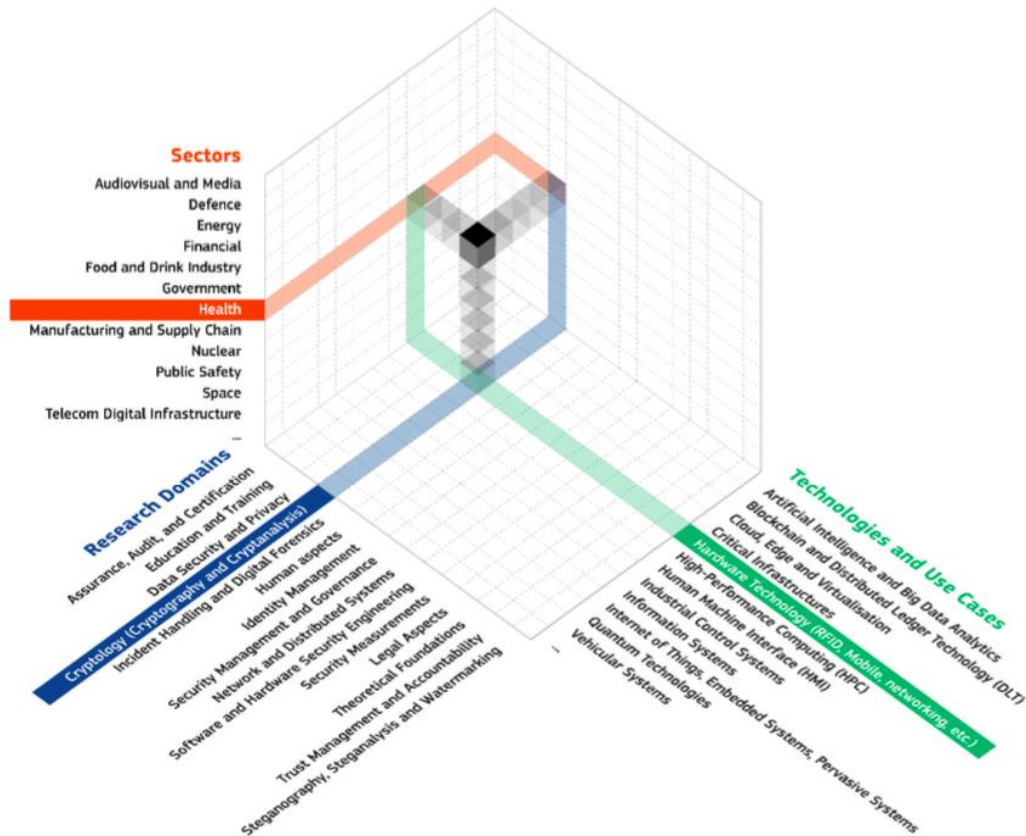 Sectors
Audiovisual and Media
Defence
Energy
Financial
Food and Drink Industry
Government
Health
Manufacturing and Supply Chain
Nuclear
Public Safety
Space
Telecom Digital Infrastructure
...
Research Domains
Assurance, Audit, and Certification
Education and Training
Data Security and Privacy
Cryptology (Cryptography and Cryptanalysis)
Incident Handling and Digital Forensics
Human aspects
Identity Management
Security Management and Governance
Network and Distributed Systems
Software and Hardware Security Engineering
Security Measurements
Legal Aspects
Theoretical Foundations
Trust Management and Accountability
Steganography, Steganalysis and Watermarking
...
Technologies and Use Cases
Artificial Intelligence and Big Data Analytics
Blockchain and Distributed Ledger Technology (DLT)
Cloud, Edge and Virtualisation
Critical Infrastructures
Hardware Technology (RFID, Mobile, networking, etc.)
High-Performance Computing (HPC)
Human Machine Interface (HMI)
Industrial Control Systems
Information Systems
Internet of Things, Embedded Systems, Pervasive Systems
Quantum Technologies
Vehicular Systems